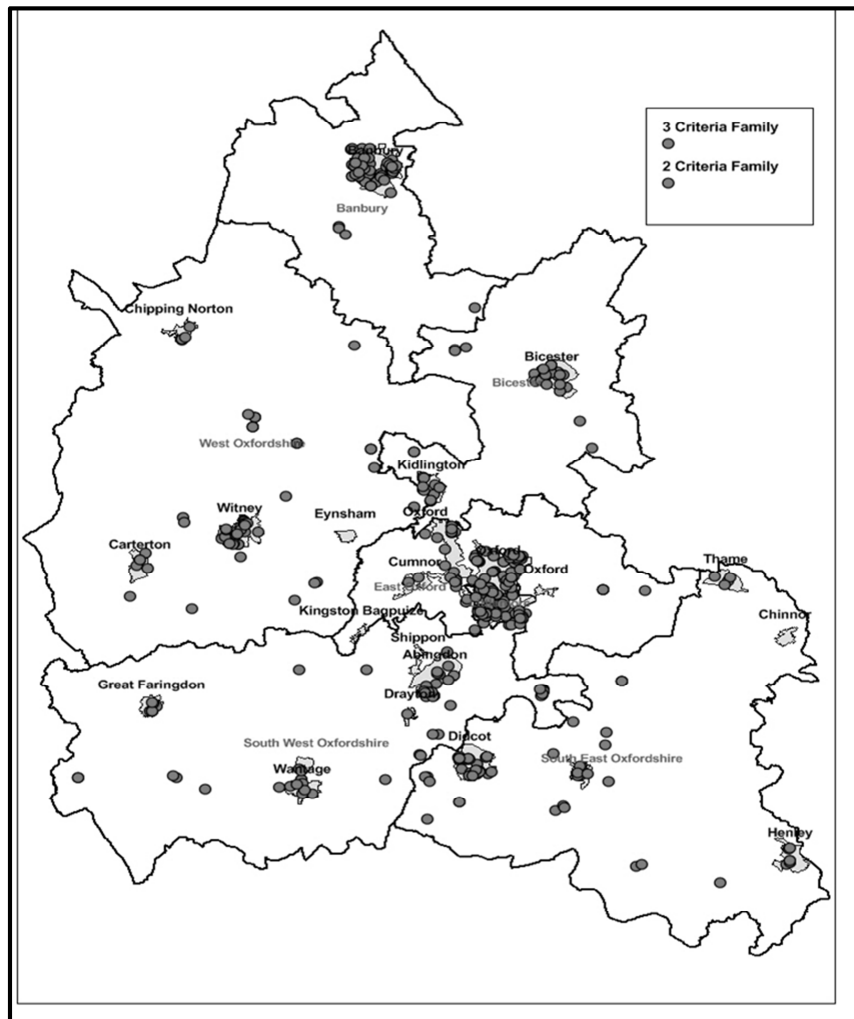 3 Criteria Family
2 Criteria Family
Banbury
Banbury
Chipping Norton
Bicester
Bicester
West Oxfordshire
Kidlington
Witney
Eynsham
Oxford
Carterton
Cumnor
Oxford
Oxford
Thame
East Oxford
Kingston Bagpuize
Chinnor
Shippon
Abingdon
Great Faringdon
Drayton
South West Oxfordshire
Didcot
South East Oxfordshire
Wantage
Henley